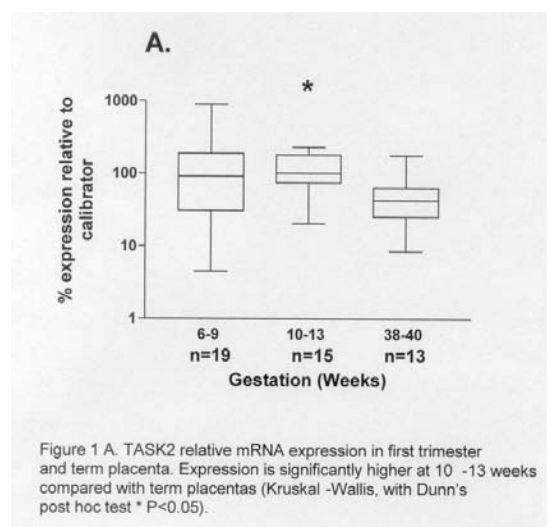 A.
*
% expression relative to
calibrator
1000
100
10
1
6-9
10-13
38-40
n=19
n=15
n=13
Gestation (Weeks)
Figure 1 A. TASK2 relative mRNA expression in first trimester
and term placenta. Expression is significantly higher at 10 -13 weeks
compared with term placentas (Kruskal -Wallis, with Dunn's
post hoc test * P<0.05).